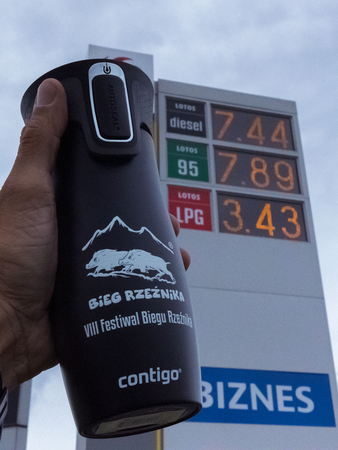 LOTOS
diesel
7.44
LOTOS
95
7.89
LOTOS
LPG
3.43
BIEG RZEŹNIKA
VIII Festiwal Biegu Rzeźnika
contigo®
BIZNES